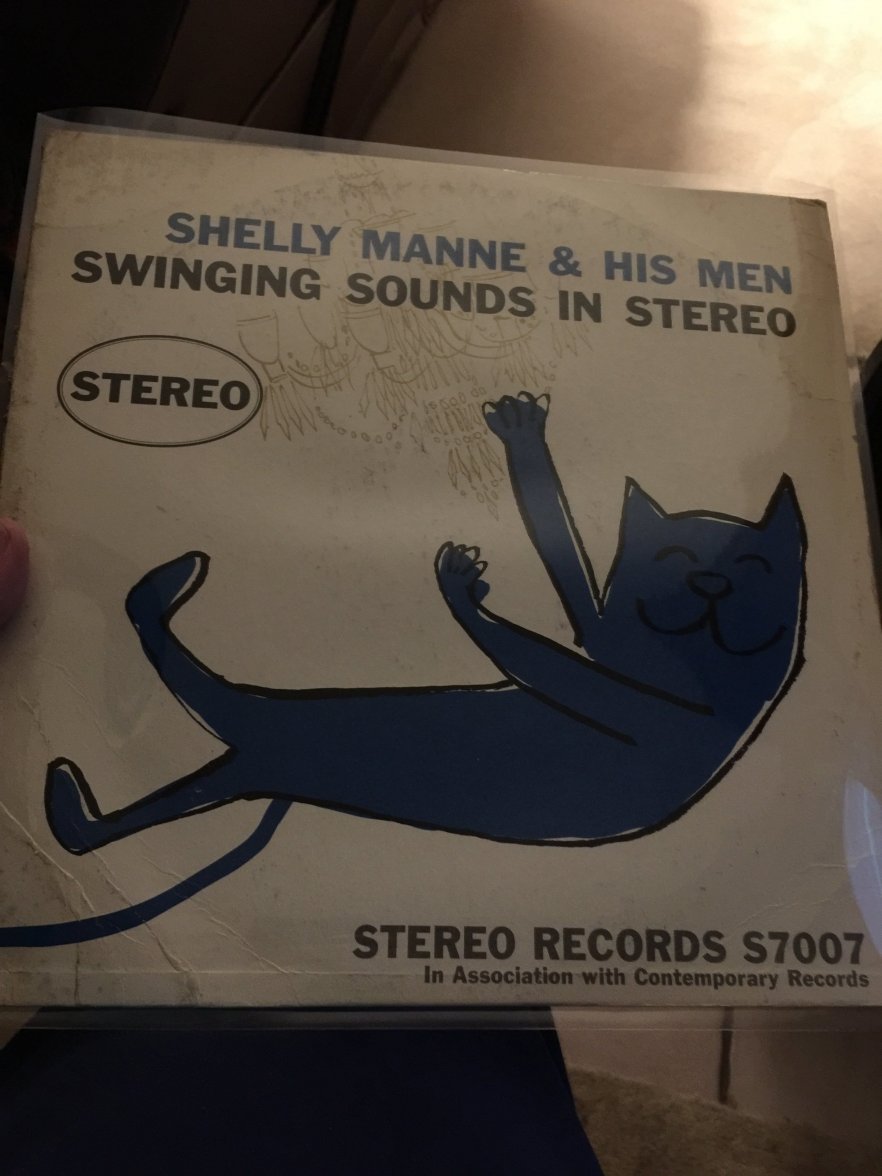 SHELLY MANNE & HIS MEN
SWINGING SOUNDS IN STEREO
STEREO
STEREO RECORDS S7007
In Association with Contemporary Records